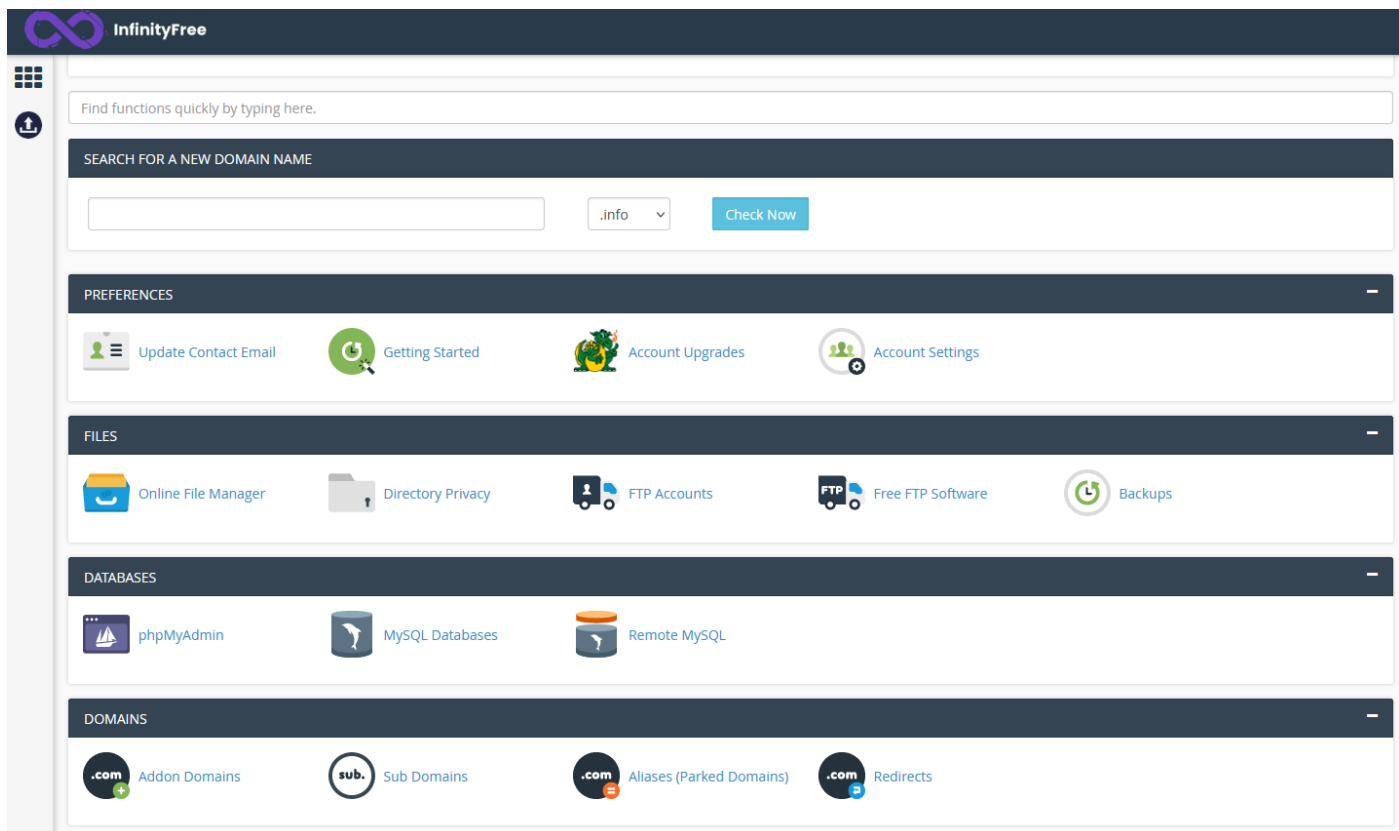 InfinityFree
Find functions quickly by typing here.
SEARCH FOR A NEW DOMAIN NAME
.info Check Now
PREFERENCES
Update Contact Email Getting Started Account Upgrades Account Settings
FILES
Online File Manager Directory Privacy FTP Accounts FTP Free FTP Software Backups
DATABASES
phpMyAdmin MySQL Databases Remote MySQL
DOMAINS
.com Addon Domains sub. Sub Domains .com Aliases (Parked Domains) .com Redirects